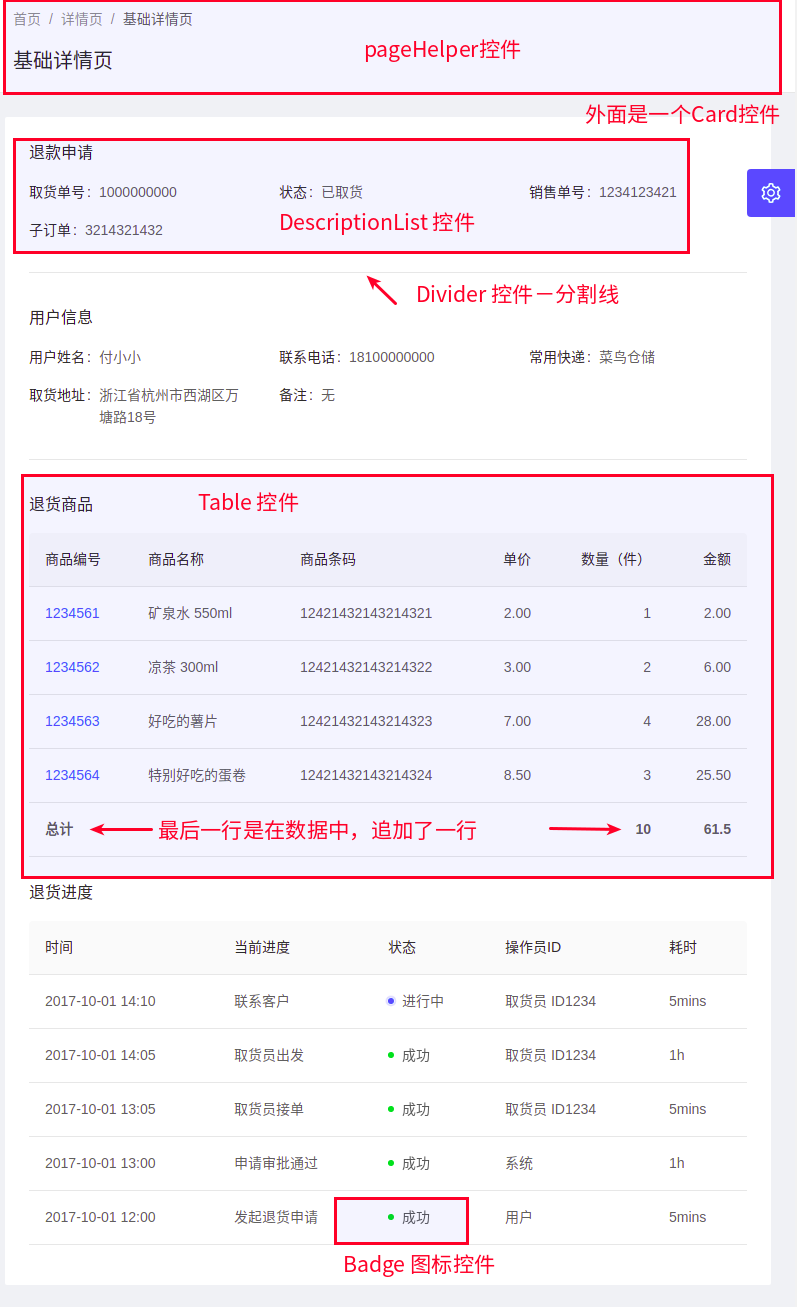 首页 / 详情页 / 基础详情页
基础详情页
pageHelper控件
外面是一个Card控件
退款申请
取货单号：1000000000 状态：已取货 销售单号：1234123421
子订单：3214321432
DescriptionList 控件
Divider 控件－分割线
用户信息
用户姓名：付小小 联系电话：18100000000 常用快递：菜鸟仓储
取货地址：浙江省杭州市西湖区万 备注：无
塘路18号
退货商品
Table 控件
商品编号 商品名称 商品条码 单价 数量（件） 金额
1234561 矿泉水 550ml 12421432143214321 2.00 1 2.00
1234562 凉茶 300ml 12421432143214322 3.00 2 6.00
1234563 好吃的薯片 12421432143214323 7.00 4 28.00
1234564 特别好吃的蛋卷 12421432143214324 8.50 3 25.50
总计 最后一行是在数据中，追加了一行 10 61.5
退货进度
时间 当前进度 状态 操作员ID 耗时
2017-10-01 14:10 联系客户 进行中 取货员 ID1234 5mins
2017-10-01 14:05 取货员出发 成功 取货员 ID1234 1h
2017-10-01 13:05 取货员接单 成功 取货员 ID1234 5mins
2017-10-01 13:00 申请审批通过 成功 系统 1h
2017-10-01 12:00 发起退货申请 成功 用户 5mins
Badge 图标控件